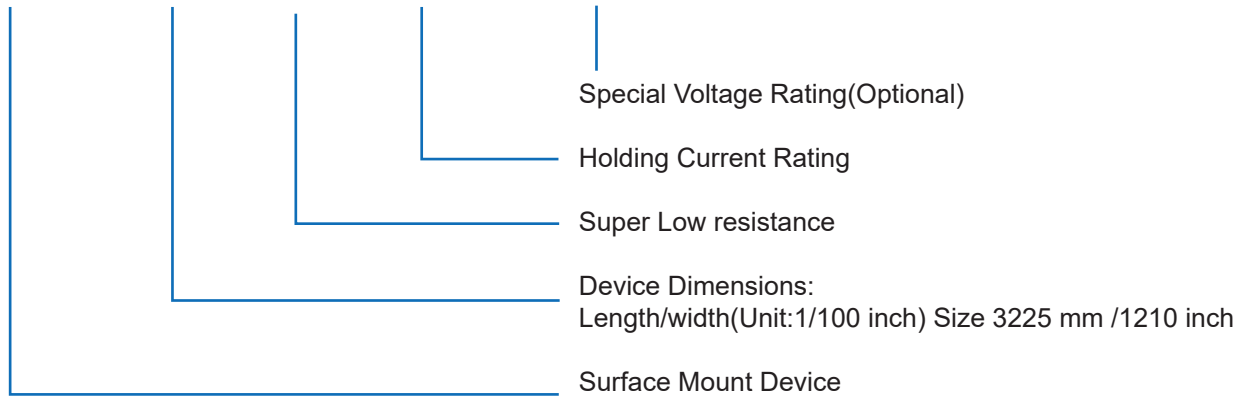 Special Voltage Rating(Optional)
Holding Current Rating
Super Low resistance
Device Dimensions:
Length/width(Unit:1/100 inch) Size 3225 mm /1210 inch
Surface Mount Device